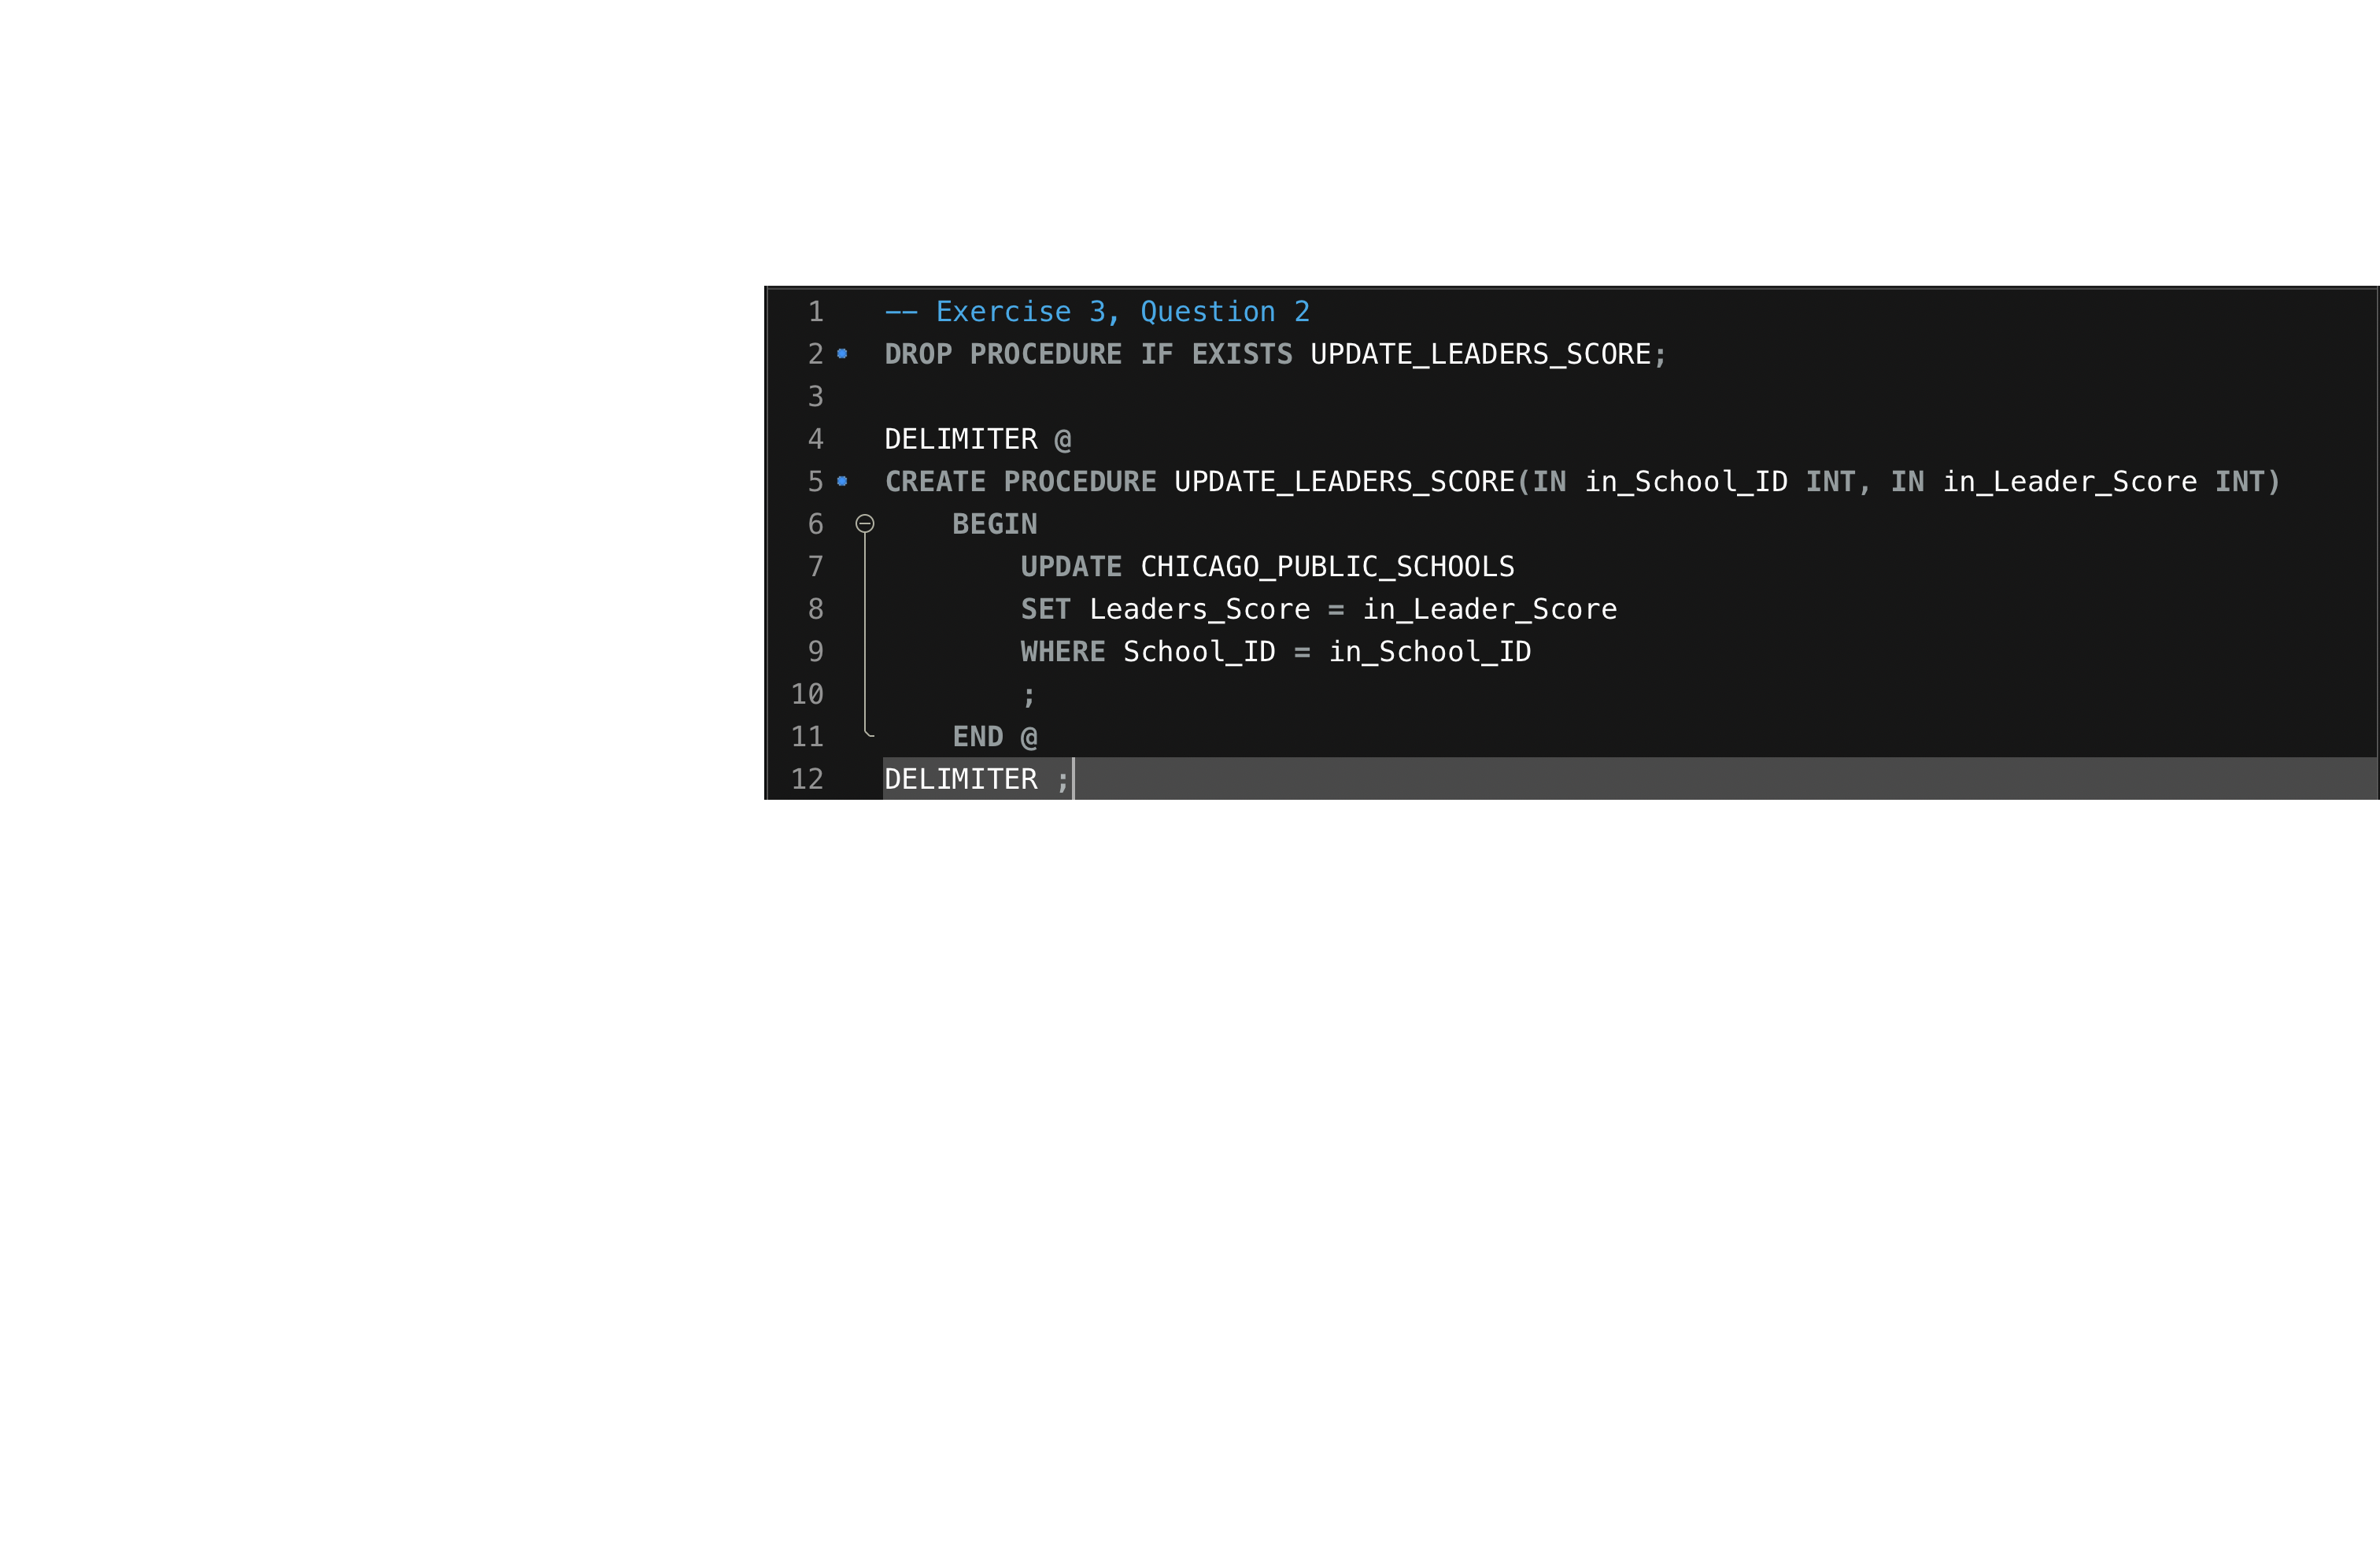 1 -- Exercise 3, Question 2
2 DROP PROCEDURE IF EXISTS UPDATE_LEADERS_SCORE;
3
4 DELIMITER @
5 CREATE PROCEDURE UPDATE_LEADERS_SCORE(IN in_School_ID INT, IN in_Leader_Score INT)
6     BEGIN
7         UPDATE CHICAGO_PUBLIC_SCHOOLS
8         SET Leaders_Score = in_Leader_Score
9         WHERE School_ID = in_School_ID
10         ;
11     END @
12 DELIMITER ;